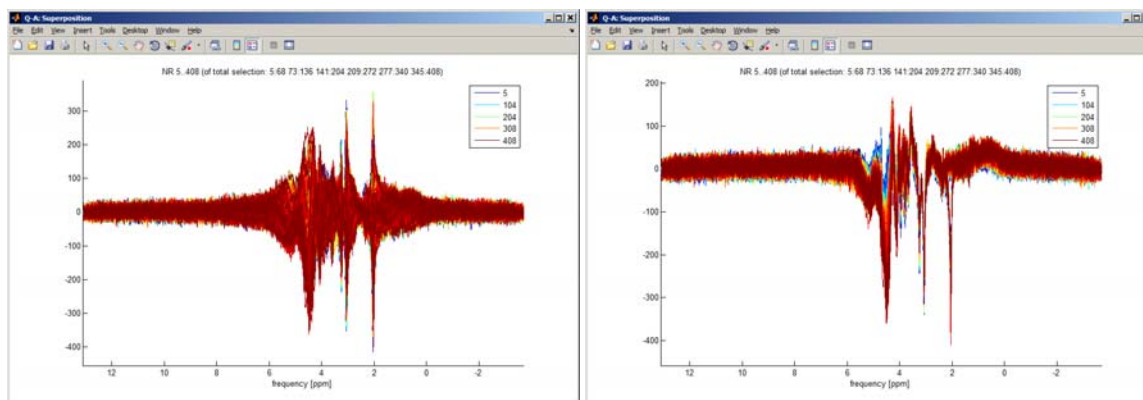 Q-A: Superposition
File Edit View Insert Tools Desktop Window Help
NR 5..408 (of total selection: 5:68 73:136 141:204 209:272 277:340 345:408)
5
104
204
308
408
300
200
100
0
-100
-200
-300
-400
12 10 8 6 4 2 0 -2
frequency [ppm]
Q-A: Superposition
File Edit View Insert Tools Desktop Window Help
NR 5..408 (of total selection: 5:68 73:136 141:204 209:272 277:340 345:408)
5
104
204
308
408
200
100
0
-100
-200
-300
-400
12 10 8 6 4 2 0 -2
frequency [ppm]